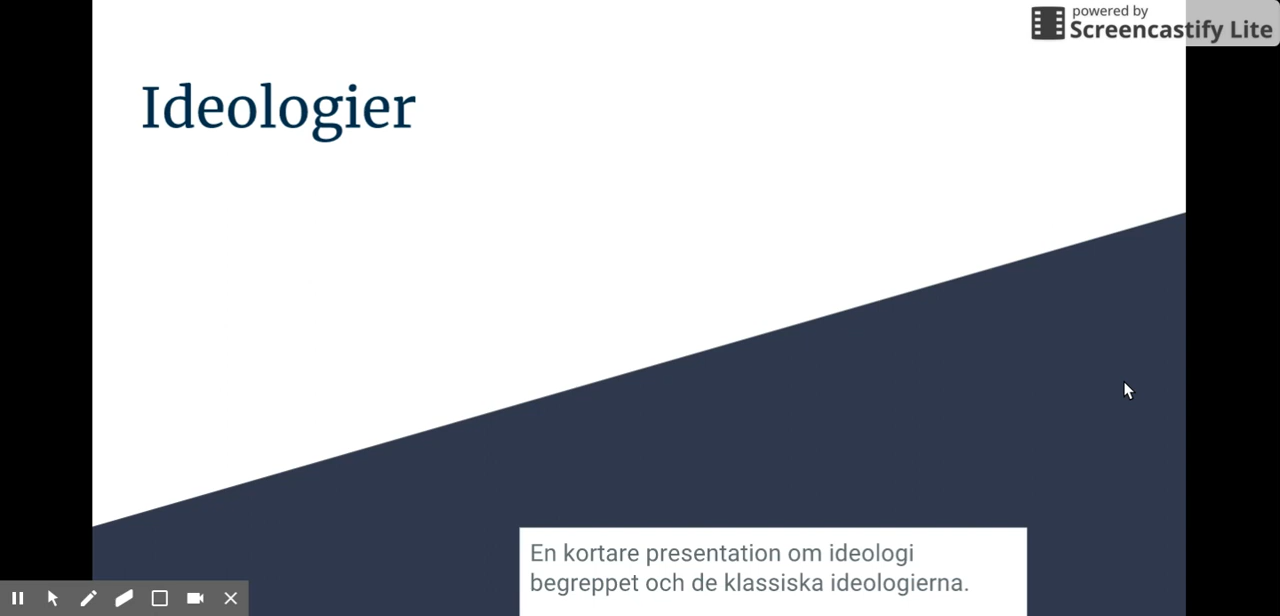 powered by
Screencastify Lite
Ideologier
En kortare presentation om ideologi
begreppet och de klassiska ideologierna.